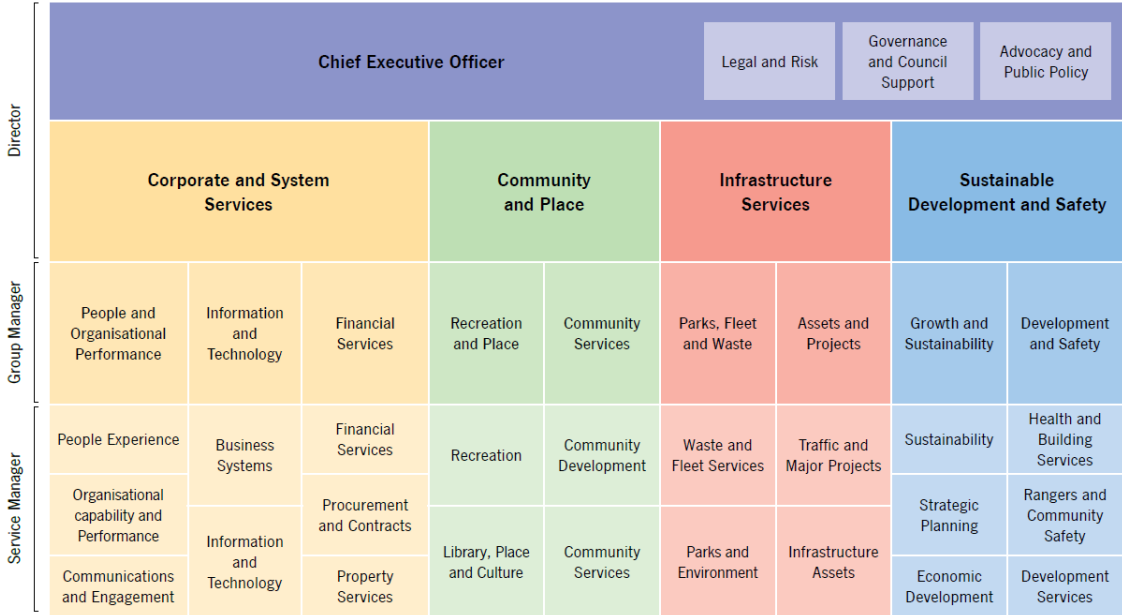 Director
Chief Executive Officer
Legal and Risk
Governance
and Council
Support
Advocacy and
Public Policy
Corporate and System
Services
Community
and Place
Infrastructure
Services
Sustainable
Development and Safety
Group Manager
People and
Organisational
Performance
Information
and
Technology
Financial
Services
Recreation
and Place
Community
Services
Parks, Fleet
and Waste
Assets and
Projects
Growth and
Sustainability
Development
and Safety
Service Manager
People Experience
Organisational
capability and
Performance
Communications
and Engagement
Business
Systems
Information
and
Technology
Financial
Services
Procurement
and Contracts
Property
Services
Recreation
Library, Place
and Culture
Community
Development
Community
Services
Waste and
Fleet Services
Parks and
Environment
Traffic and
Major Projects
Infrastructure
Assets
Sustainability
Strategic
Planning
Economic
Development
Health and
Building
Services
Rangers and
Community
Safety
Development
Services